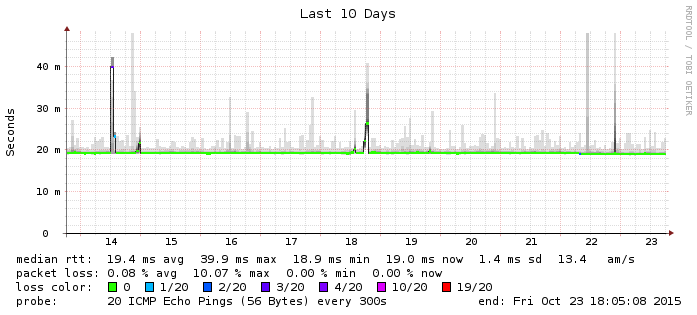 Last 10 Days
RRDTOOL / TOBI OETIKER
Seconds
40 m
30 m
20 m
10 m
0
14 15 16 17 18 19 20 21 22 23
median rtt: 19.4 ms avg 39.9 ms max 18.9 ms min 19.0 ms now 1.4 ms sd 13.4 am/s
packet loss: 0.08 % avg 10.07 % max 0.00 % min 0.00 % now
loss color: 0 1/20 2/20 3/20 4/20 10/20 19/20
probe: 20 ICMP Echo Pings (56 Bytes) every 300s end: Fri Oct 23 18:05:08 2015